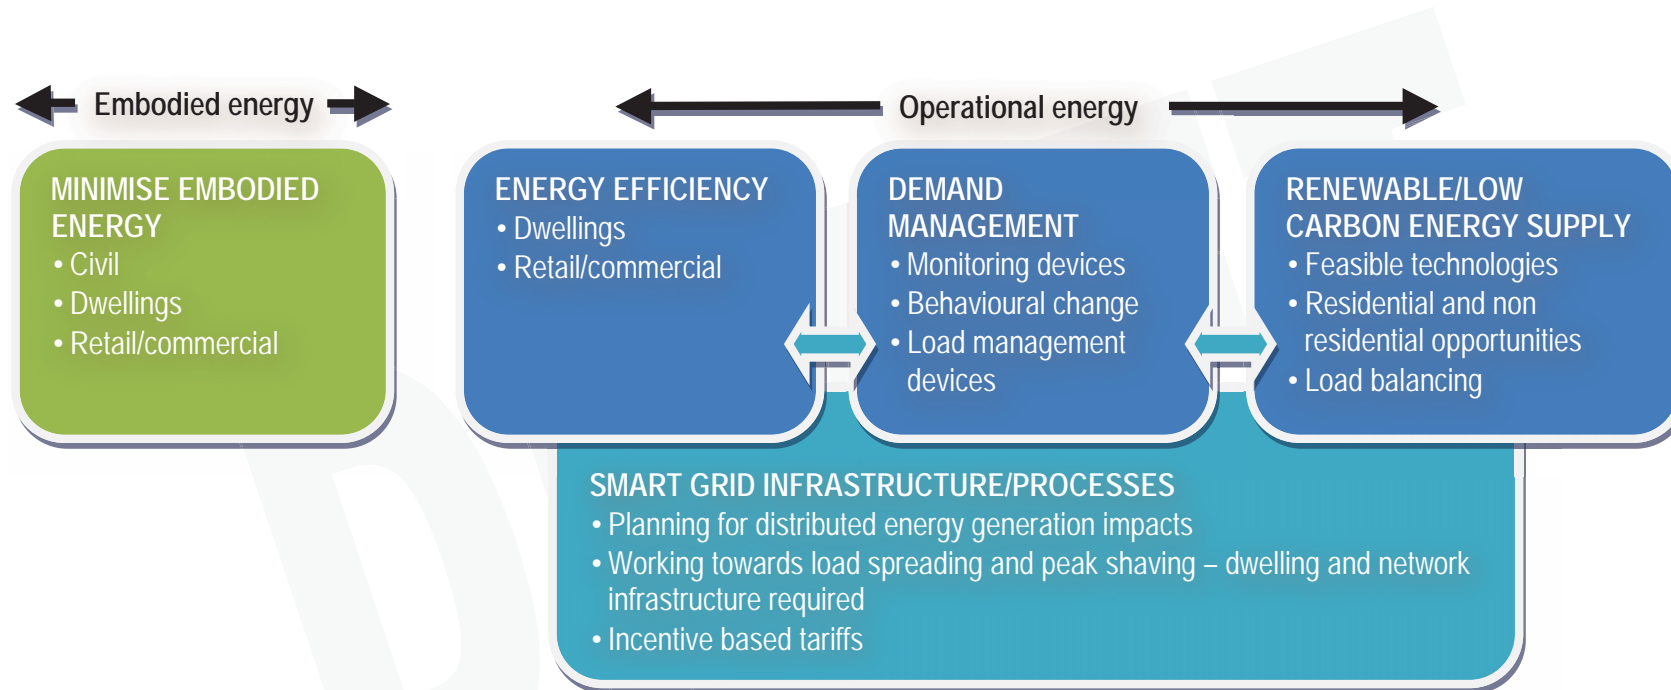 Embodied energy
Operational energy
MINIMISE EMBODIED
ENERGY
• Civil
• Dwellings
• Retail/commercial
ENERGY EFFICIENCY
• Dwellings
• Retail/commercial
DEMAND
MANAGEMENT
• Monitoring devices
• Behavioural change
• Load management
devices
RENEWABLE/LOW
CARBON ENERGY SUPPLY
• Feasible technologies
• Residential and non
residential opportunities
• Load balancing
SMART GRID INFRASTRUCTURE/PROCESSES
• Planning for distributed energy generation impacts
• Working towards load spreading and peak shaving – dwelling and network
infrastructure required
• Incentive based tariffs